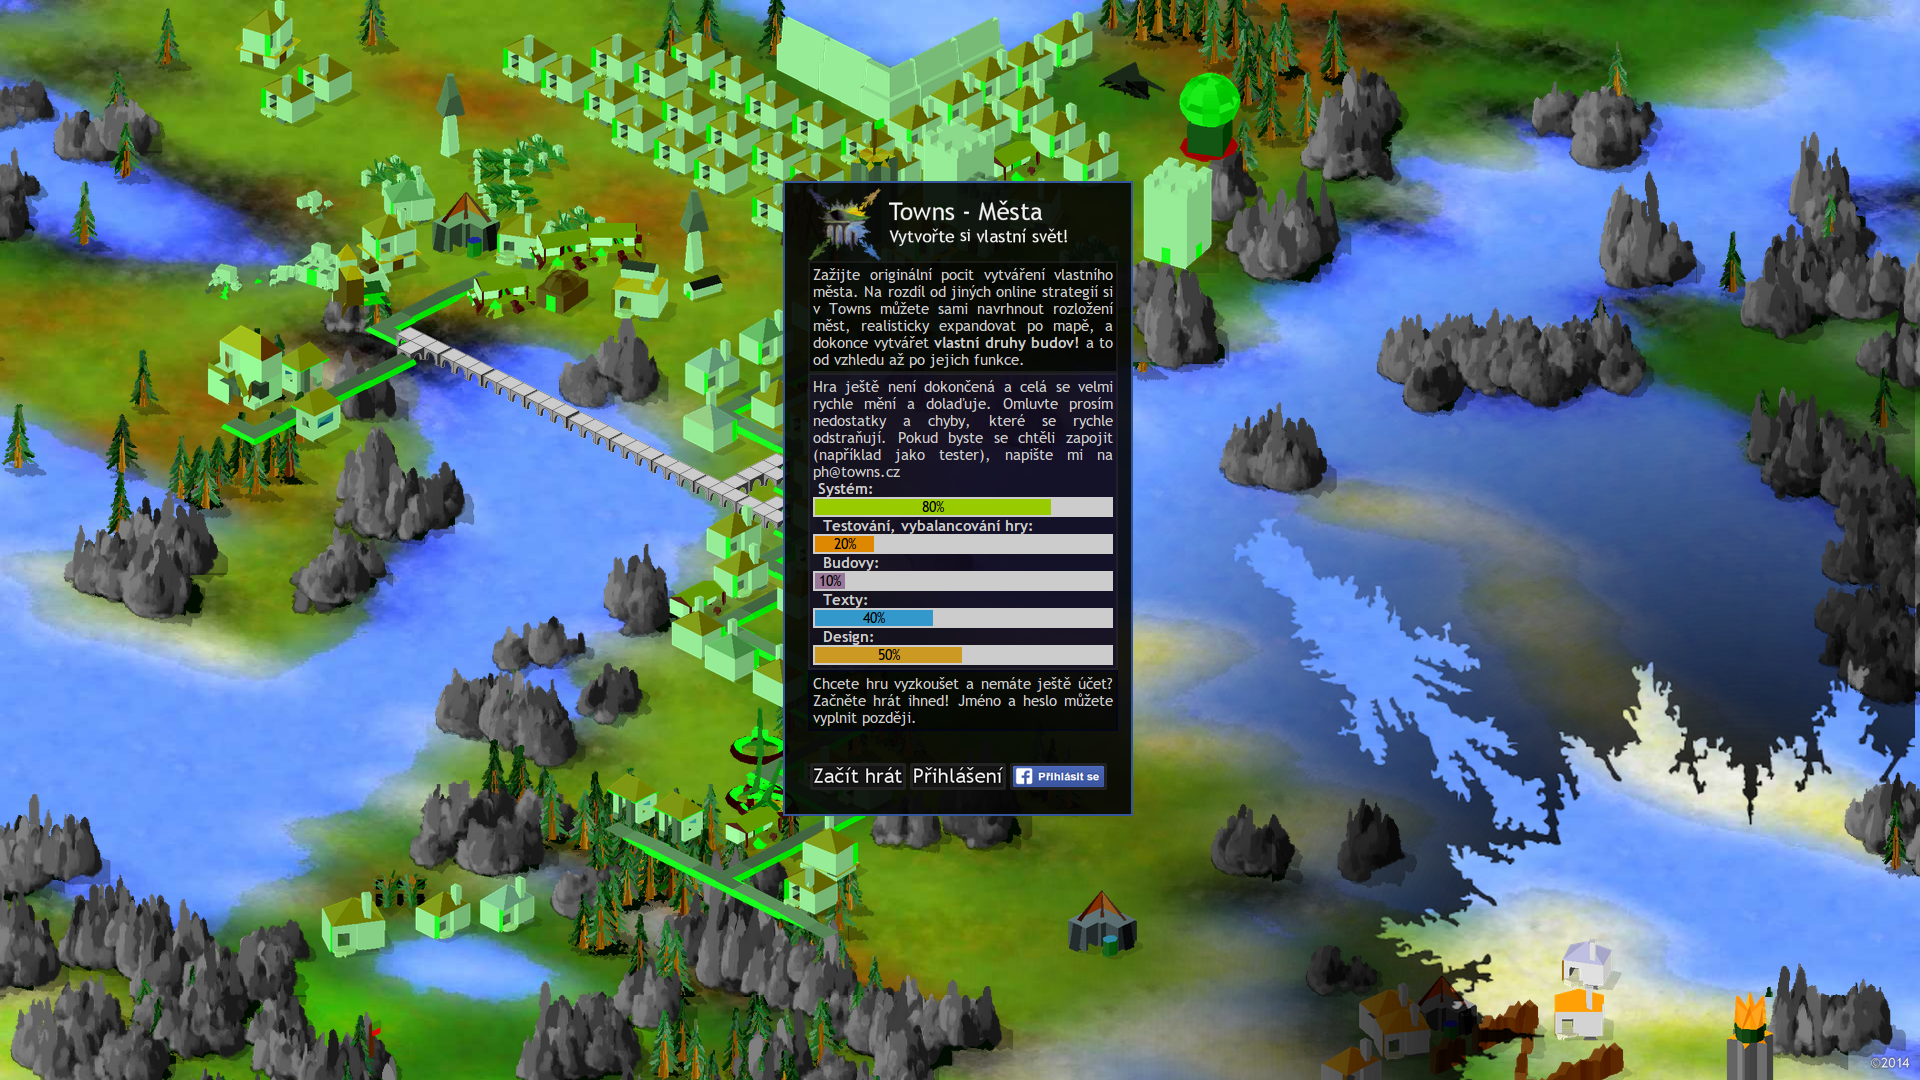 Towns - Města
Vytvořte si vlastní svět!
Zažijte originální pocit vytváření vlastního
města. Na rozdíl od jiných online strategií si
v Towns můžete sami navrhnout rozložení
měst, realisticky expandovat po mapě, a
dokonce vytvářet vlastní druhy budov! a to
od vzhledu až po jejich funkce.
Hra ještě není dokončená a celá se velmi
rychle mění a dolaďuje. Omluvte prosím
nedostatky a chyby, které se rychle
odstraňují. Pokud byste se chtěli zapojit
(například jako tester), napište mi na
ph@towns.cz
Systém:
80%
Testování, vybalancování hry:
20%
Budovy:
10%
Texty:
40%
Design:
50%
Chcete hru vyzkoušet a nemáte ještě účet?
Začněte hrát ihned! Jméno a heslo můžete
vyplnit později.
Začít hrát Přihlášení Přihlásit se
©2014